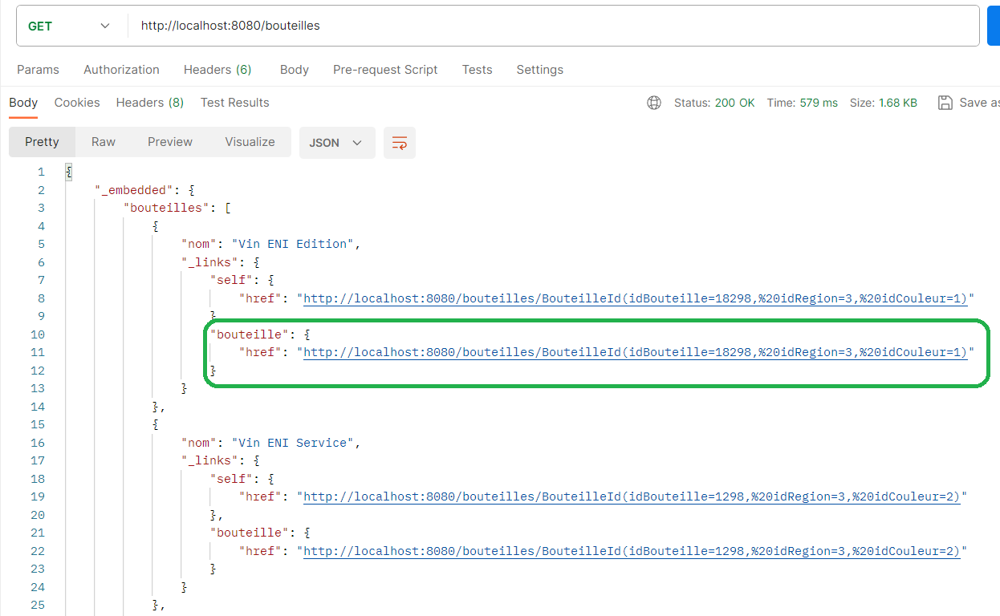 GET http://localhost:8080/bouteilles
Params Authorization Headers (6) Body Pre-request Script Tests Settings
Body Cookies Headers (8) Test Results Status: 200 OK Time: 579 ms Size: 1.68 KB Save as
Pretty Raw Preview Visualize JSON
1 {
2 "_embedded": {
3 "bouteilles": [
4 {
5 "nom": "Vin ENI Edition",
6 "_links": {
7 "self": {
8 "href": "http://localhost:8080/bouteilles/BouteilleId(idBouteille=18298,%20idRegion=3,%20idCouleur=1)"
9 }
10 "bouteille": {
11 "href": "http://localhost:8080/bouteilles/BouteilleId(idBouteille=18298,%20idRegion=3,%20idCouleur=1)"
12 }
13 }
14 },
15 {
16 "nom": "Vin ENI Service",
17 "_links": {
18 "self": {
19 "href": "http://localhost:8080/bouteilles/BouteilleId(idBouteille=1298,%20idRegion=3,%20idCouleur=2)"
20 },
21 "bouteille": {
22 "href": "http://localhost:8080/bouteilles/BouteilleId(idBouteille=1298,%20idRegion=3,%20idCouleur=2)"
23 }
24 }
25 },